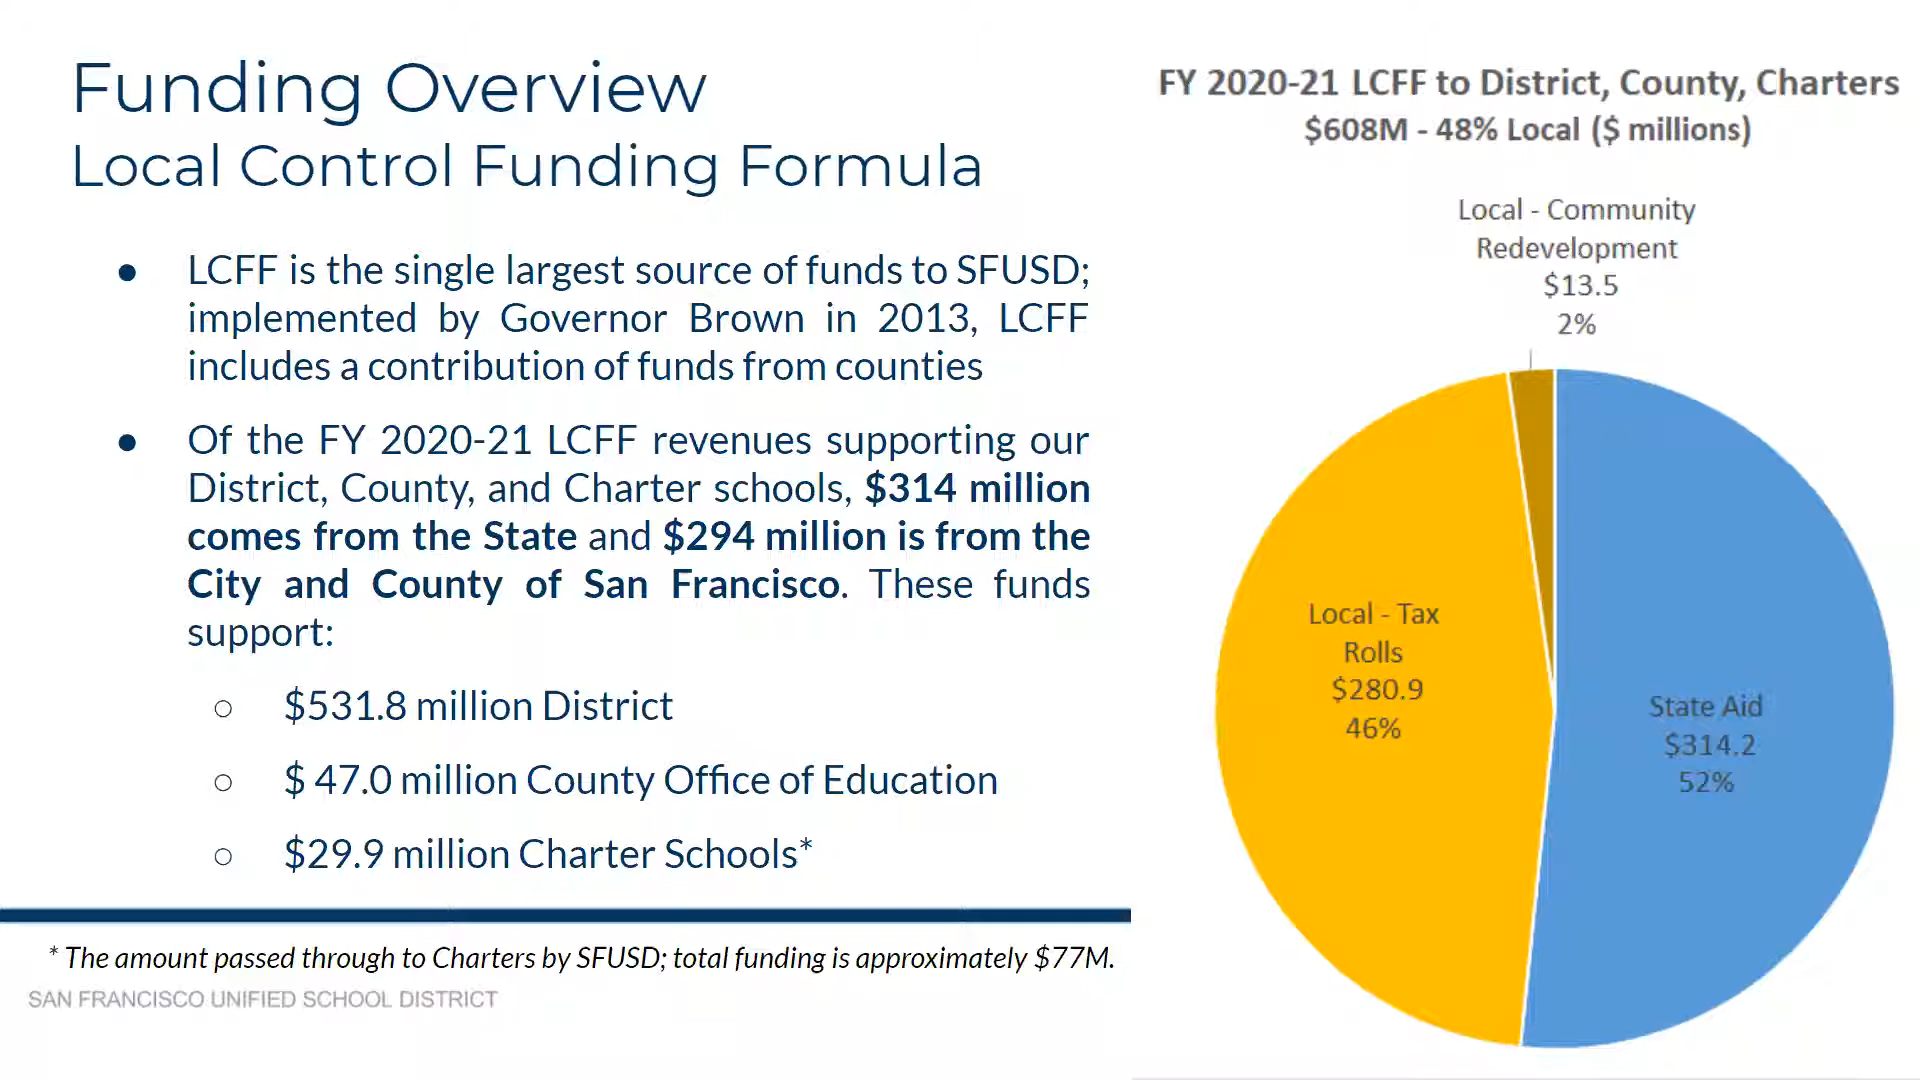 Funding Overview
Local Control Funding Formula
● LCFF is the single largest source of funds to SFUSD;
implemented by Governor Brown in 2013, LCFF
includes a contribution of funds from counties
● Of the FY 2020-21 LCFF revenues supporting our
District, County, and Charter schools, $314 million
comes from the State and $294 million is from the
City and County of San Francisco. These funds
support:
○ $531.8 million District
○ $ 47.0 million County Office of Education
○ $29.9 million Charter Schools*
* The amount passed through to Charters by SFUSD; total funding is approximately $77M.
SAN FRANCISCO UNIFIED SCHOOL DISTRICT
FY 2020-21 LCFF to District, County, Charters
$608M - 48% Local ($ millions)
Local - Community
Redevelopment
$13.5
2%
Local - Tax
Rolls
$280.9
46%
State Aid
$314.2
52%